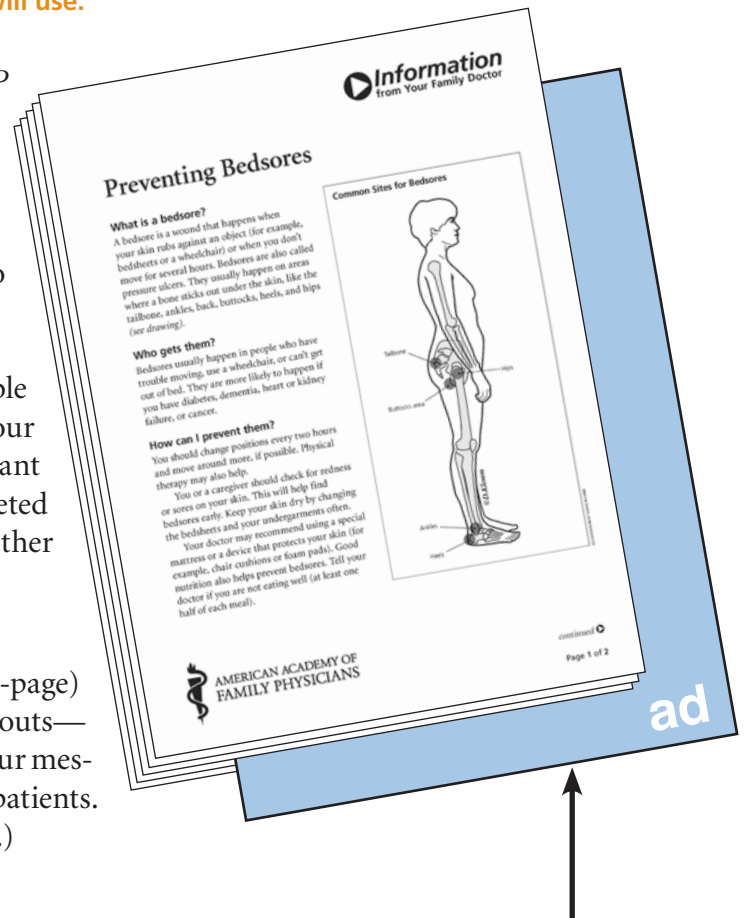 will use.
P
o
ple
our
ant
eted
ther
-page)
outs—
ur mes-
patients.
.)
Information
from Your Family Doctor
Preventing Bedsores
What is a bedsore?
A bedsore is a wound that happens when
your skin rubs against an object (for example,
bedsheets or a wheelchair) or when you don't
move for several hours. Bedsores are also called
pressure ulcers. They usually happen on areas
where a bone sticks out under the skin, like the
tailbone, ankles, back, buttocks, heels, and hips
(see drawing).
Who gets them?
Bedsores usually happen in people who have
trouble moving, use a wheelchair, or can't get
out of bed. They are more likely to happen if
you have diabetes, dementia, heart or kidney
failure, or cancer.
How can I prevent them?
You should change positions every two hours
and move around more, if possible. Physical
therapy may also help.
You or a caregiver should check for redness
or sores on your skin. This will help find
bedsores early. Keep your skin dry by changing
the bedsheets and your undergarments often.
Your doctor may recommend using a special
mattress or a device that protects your skin (for
example, chair cushions or foam pads). Good
nutrition also helps prevent bedsores. Tell your
doctor if you are not eating well (at least one
half of each meal).
Common Sites for Bedsores
Tailbone
Hips
Buttocks area
Ankles
Heels
continued
Page 1 of 2
AMERICAN ACADEMY OF
FAMILY PHYSICIANS
ad